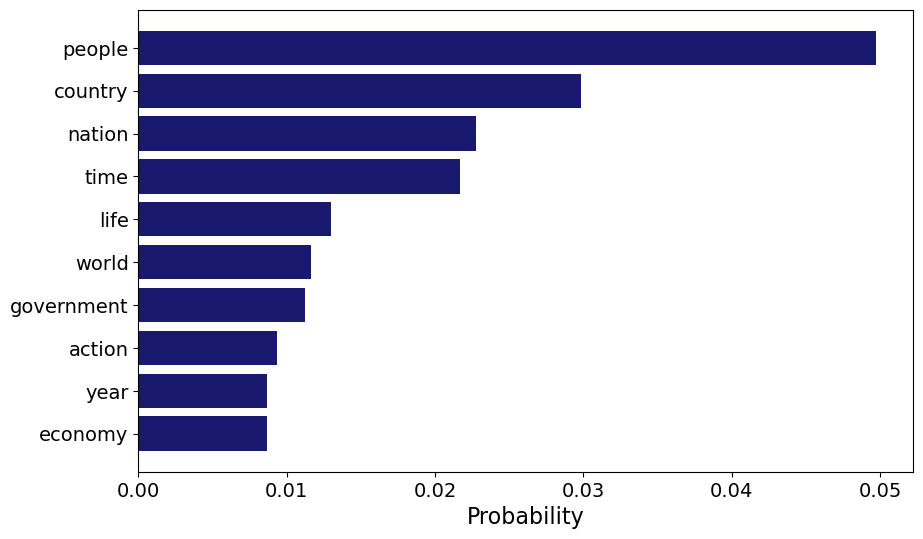 people
country
nation
time
life
world
government
action
year
economy
0.00 0.01 0.02 0.03 0.04 0.05
Probability